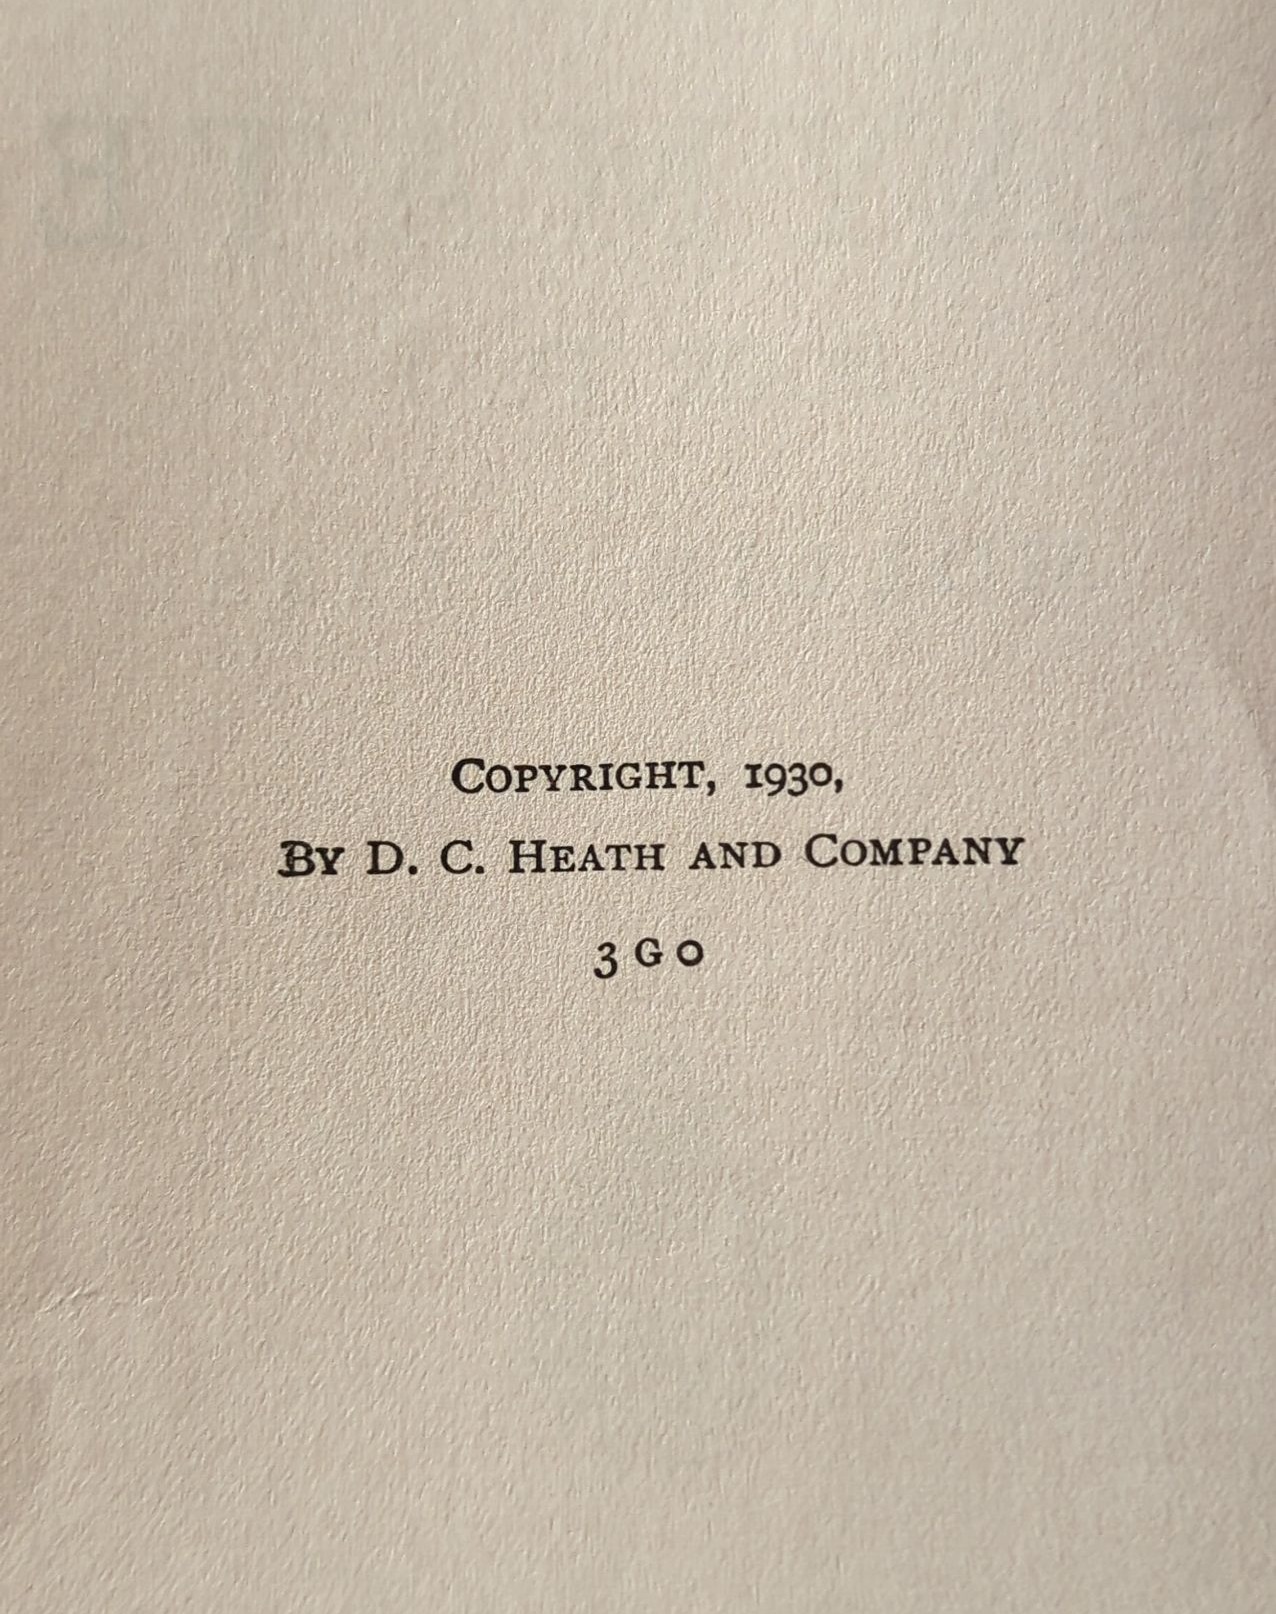 Copyright, 1930,
By D. C. Heath and Company
3 G 0